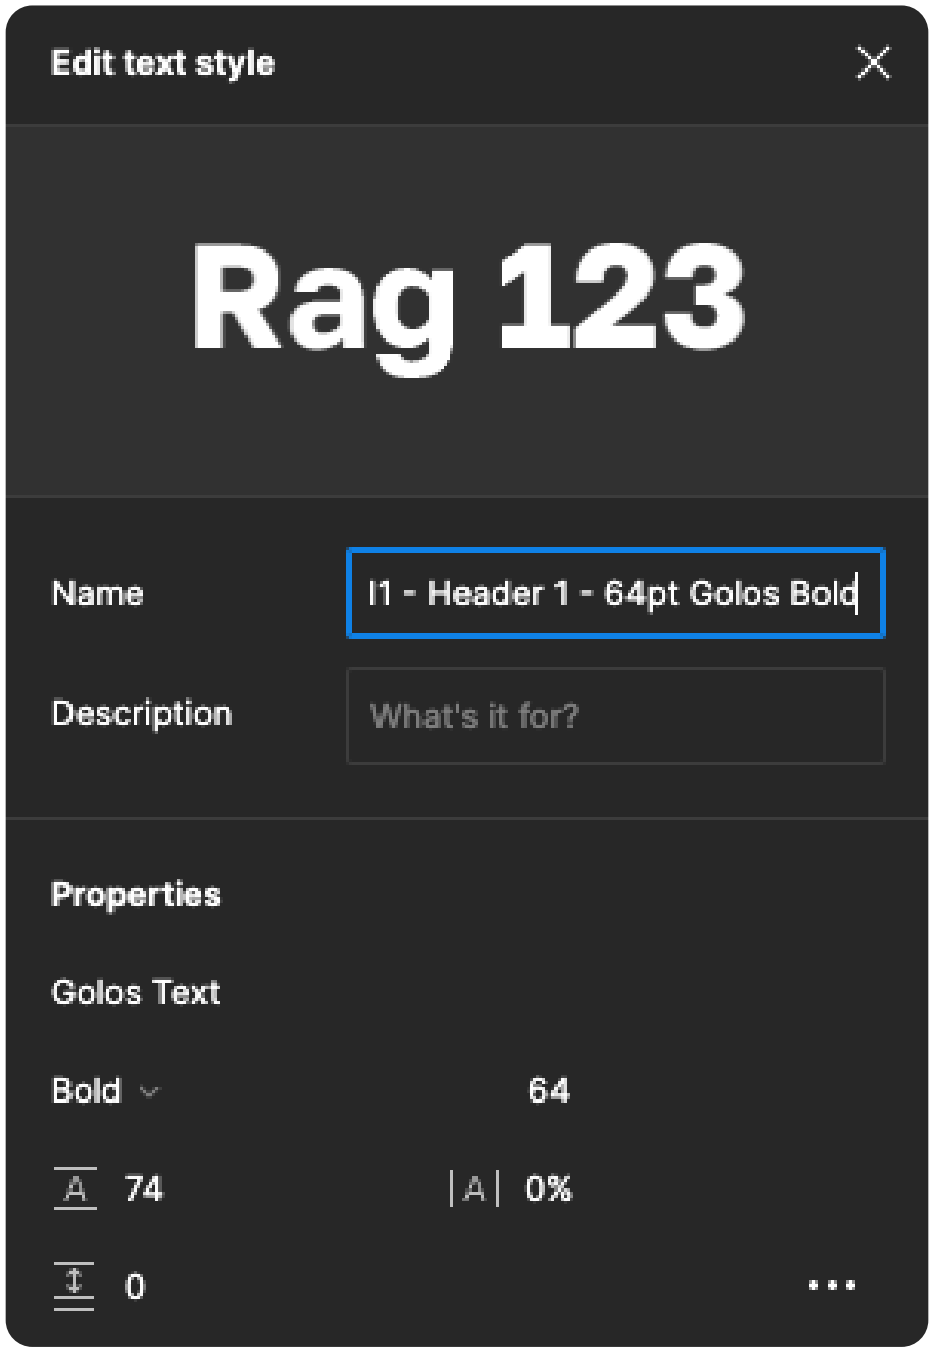 Edit text style
Rag 123
Name
1 - Header 1 - 64pt Golos Bold
Description
What's it for?
Properties
Golos Text
Bold
64
A 74
|A| 0%
0